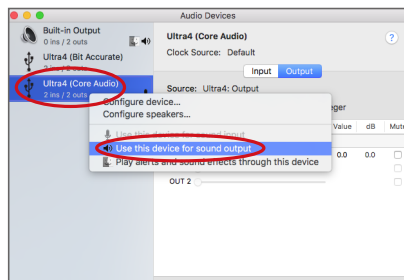 Audio Devices
Built-in Output
0 ins / 2 outs
Ultra4 (Bit Accurate)
Ultra4 (Core Audio)
2 ins / 2 outs
Ultra4 (Core Audio)
?
Clock Source: Default
Input Output
Source: Ultra4: Output
Value dB Mute
Configure device...
Configure speakers...
Use this device for sound input
Use this device for sound output
Play alerts and sound effects through this device
0.0 0.0
OUT 2